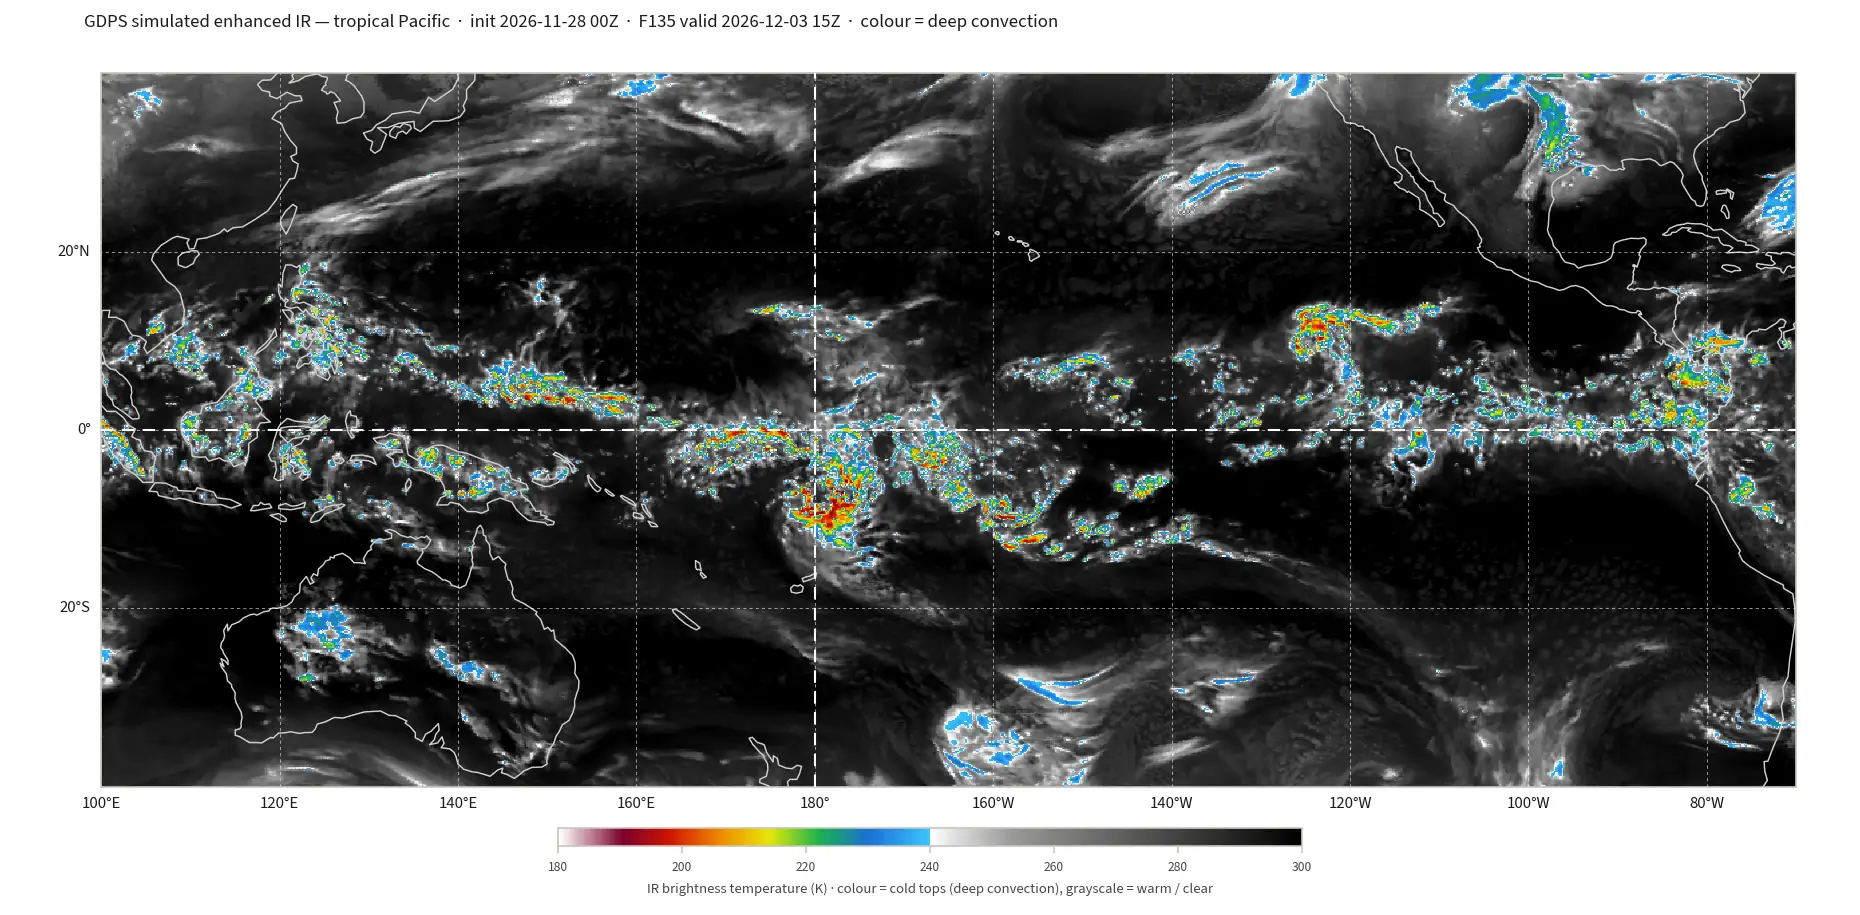 GDPS simulated enhanced IR — tropical Pacific · init 2026-11-28 00Z · F135 valid 2026-12-03 15Z · colour = deep convection
20°N
0°
20°S
100°E 120°E 140°E 160°E 180° 160°W 140°W 120°W 100°W 80°W
180 200 220 240 260 280 300
IR brightness temperature (K) · colour = cold tops (deep convection), grayscale = warm / clear